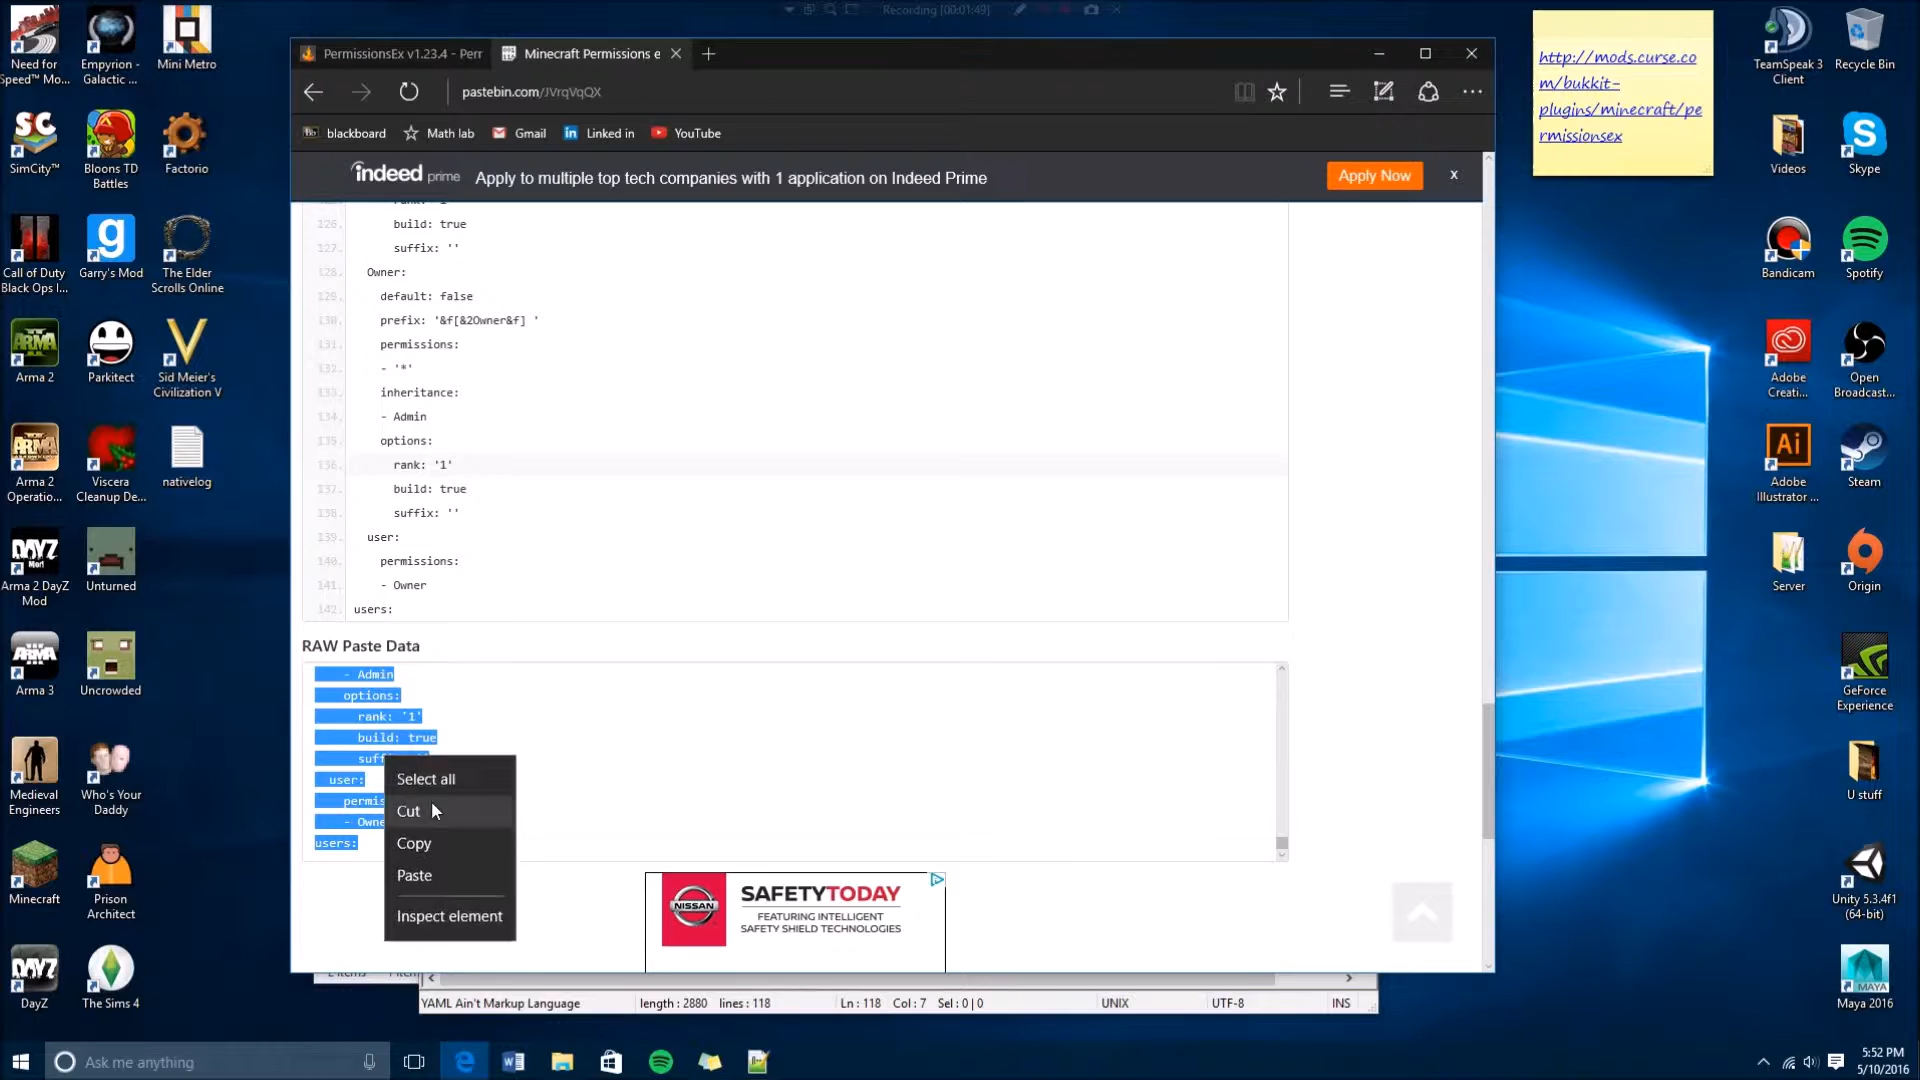 Recording [00:01:49]
Need for Speed™ Mo...
Empyrion - Galactic ...
Mini Metro
SimCity™
Bloons TD Battles
Factorio
Call of Duty Black Ops I...
Garry's Mod
The Elder Scrolls Online
Arma 2
Parkitect
Sid Meier's Civilization V
Arma 2 Operatio...
Viscera Cleanup De...
nativelog
Arma 2 DayZ Mod
Unturned
Arma 3
Uncrowded
Medieval Engineers
Who's Your Daddy
Minecraft
Prison Architect
DayZ
The Sims 4
PermissionsEx v1.23.4 - Perr
Minecraft Permissions e
pastebin.com/JVrqVqQX
blackboard
Math lab
Gmail
Linked in
YouTube
indeed prime
Apply to multiple top tech companies with 1 application on Indeed Prime
Apply Now
x
126. build: true
127. suffix: ''
128. Owner:
129. default: false
130. prefix: '&f[&2Owner&f] '
131. permissions:
132. - '*'
133. inheritance:
134. - Admin
135. options:
136. rank: '1'
137. build: true
138. suffix: ''
139. user:
140. permissions:
141. - Owner
142. users:
RAW Paste Data
- Admin
options:
rank: '1'
build: true
suff
user:
permis
- Owne
users:
Select all
Cut
Copy
Paste
Inspect element
NISSAN
SAFETYTODAY
FEATURING INTELLIGENT
SAFETY SHIELD TECHNOLOGIES
YAML Ain't Markup Language
length : 2880 lines : 118
Ln : 118 Col : 7 Sel : 0 | 0
UNIX
UTF-8
INS
http://mods.curse.co
m/bukkit-
plugins/minecraft/pe
rmissionsex
TeamSpeak 3 Client
Recycle Bin
Videos
Skype
Bandicam
Spotify
Adobe Creati...
Open Broadcast...
Adobe Illustrator ...
Steam
Server
Origin
GeForce Experience
U stuff
Unity 5.3.4f1 (64-bit)
Maya 2016
Ask me anything
5:52 PM
5/10/2016